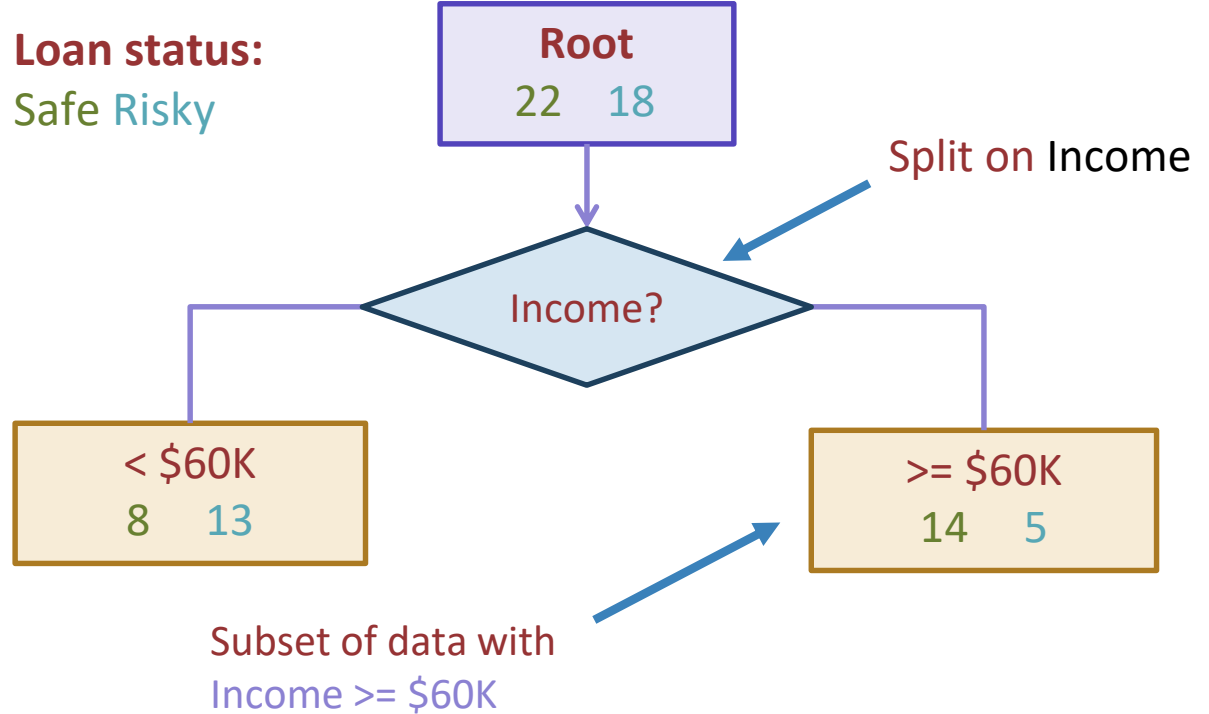 Loan status:
Safe Risky
Root
22 18
Split on Income
Income?
< $60K
8 13
>= $60K
14 5
Subset of data with
Income >= $60K